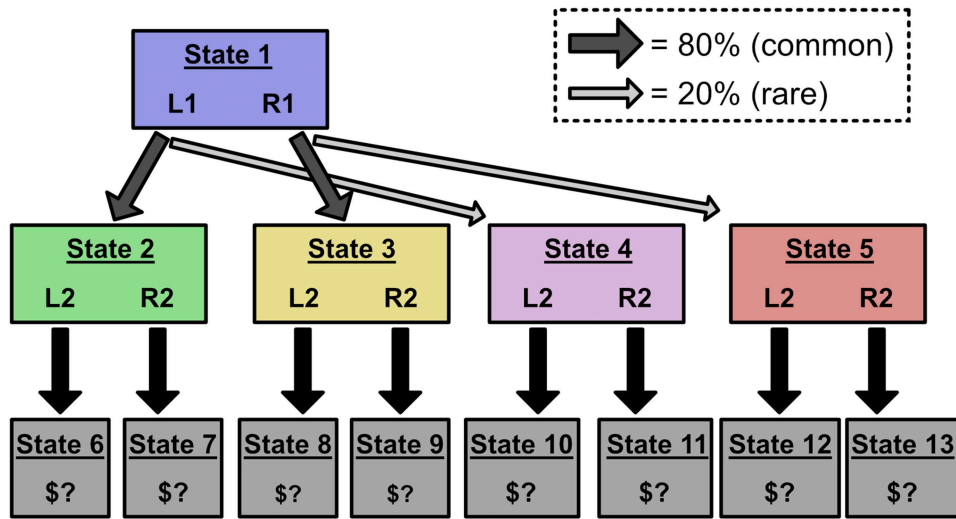 State 1
L1 R1
= 80% (common)
= 20% (rare)
State 2
L2 R2
State 3
L2 R2
State 4
L2 R2
State 5
L2 R2
State 6
$?
State 7
$?
State 8
$?
State 9
$?
State 10
$?
State 11
$?
State 12
$?
State 13
$?